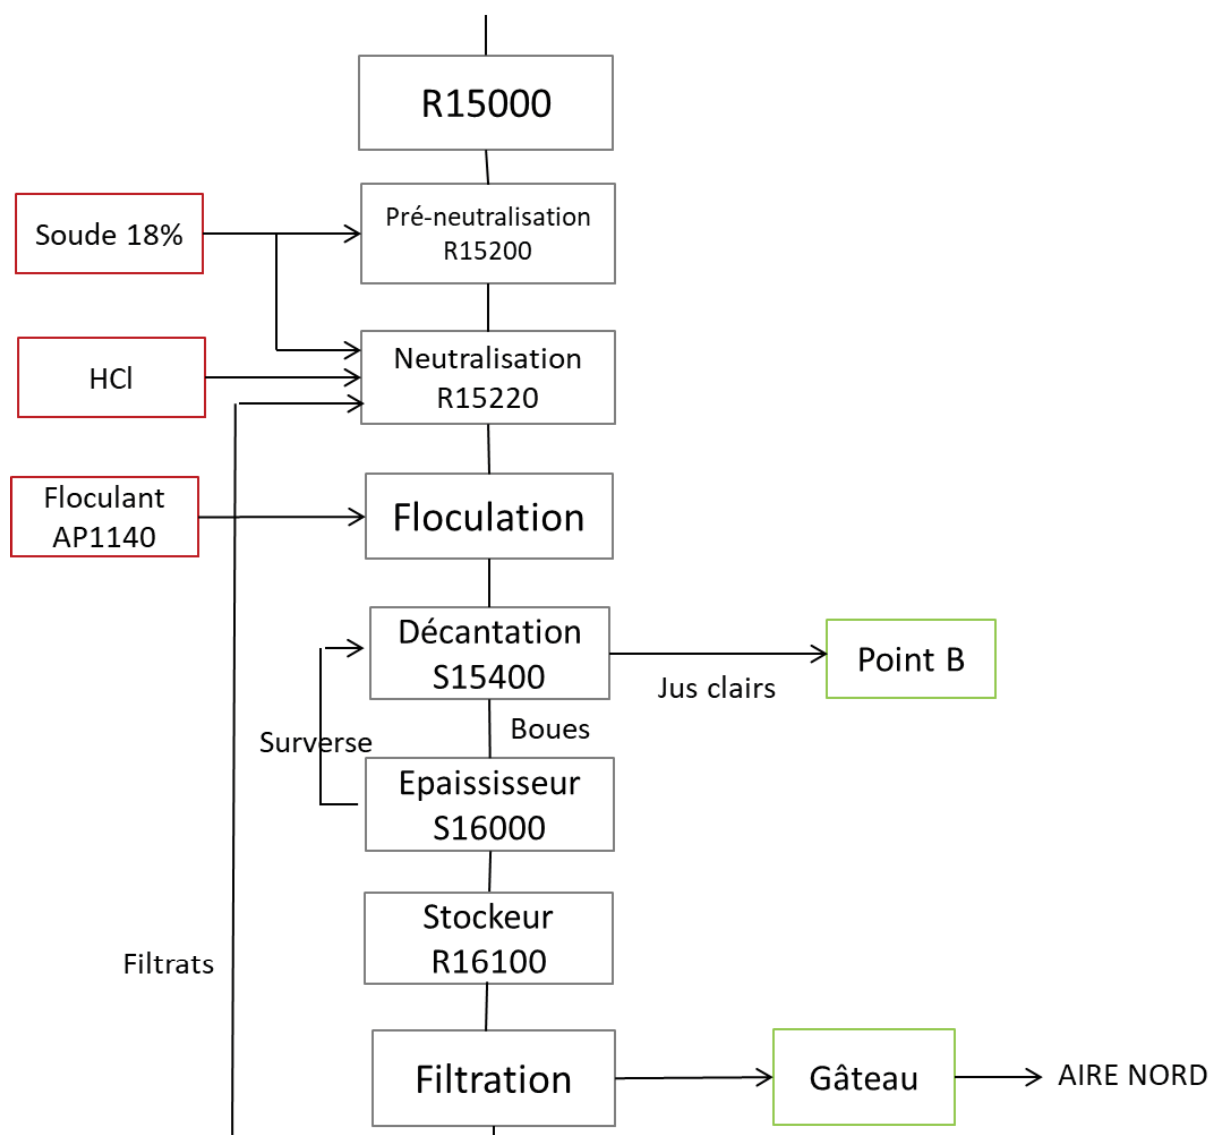 R15000
Soude 18%
Pré-neutralisation
R15200
HCl
Neutralisation
R15220
Floculant
AP1140
Floculation
Décantation
S15400
Jus clairs
Point B
Surverse
Boues
Epaississeur
S16000
Stockeur
R16100
Filtrats
Filtration
Gâteau
AIRE NORD